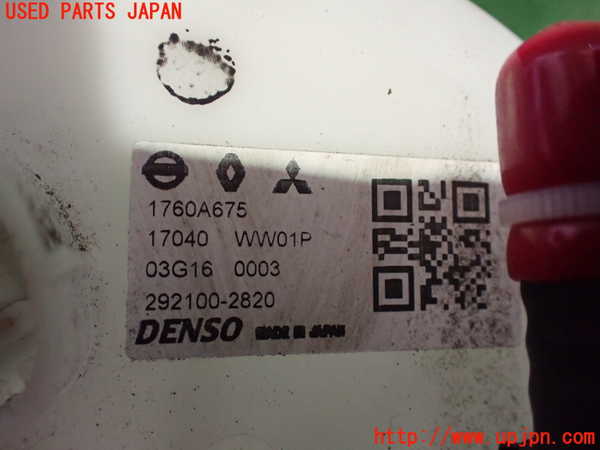 USED PARTS JAPAN
1760A675
17040 WW01P
03G16 0003
292100-2820
DENSO MADE IN JAPAN
http://www.upjpn.com/